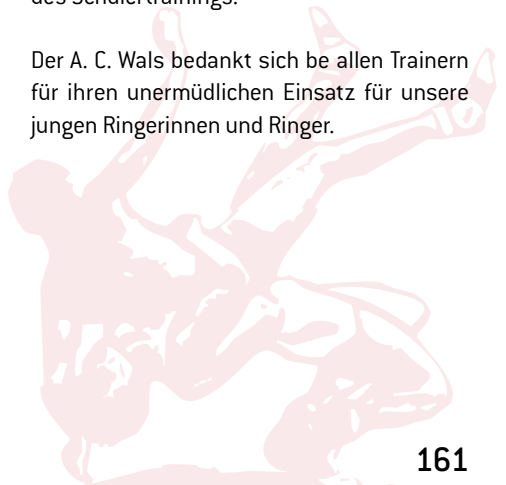 des Schülertrainings.
Der A. C. Wals bedankt sich be allen Trainern
für ihren unermüdlichen Einsatz für unsere
jungen Ringerinnen und Ringer.
161